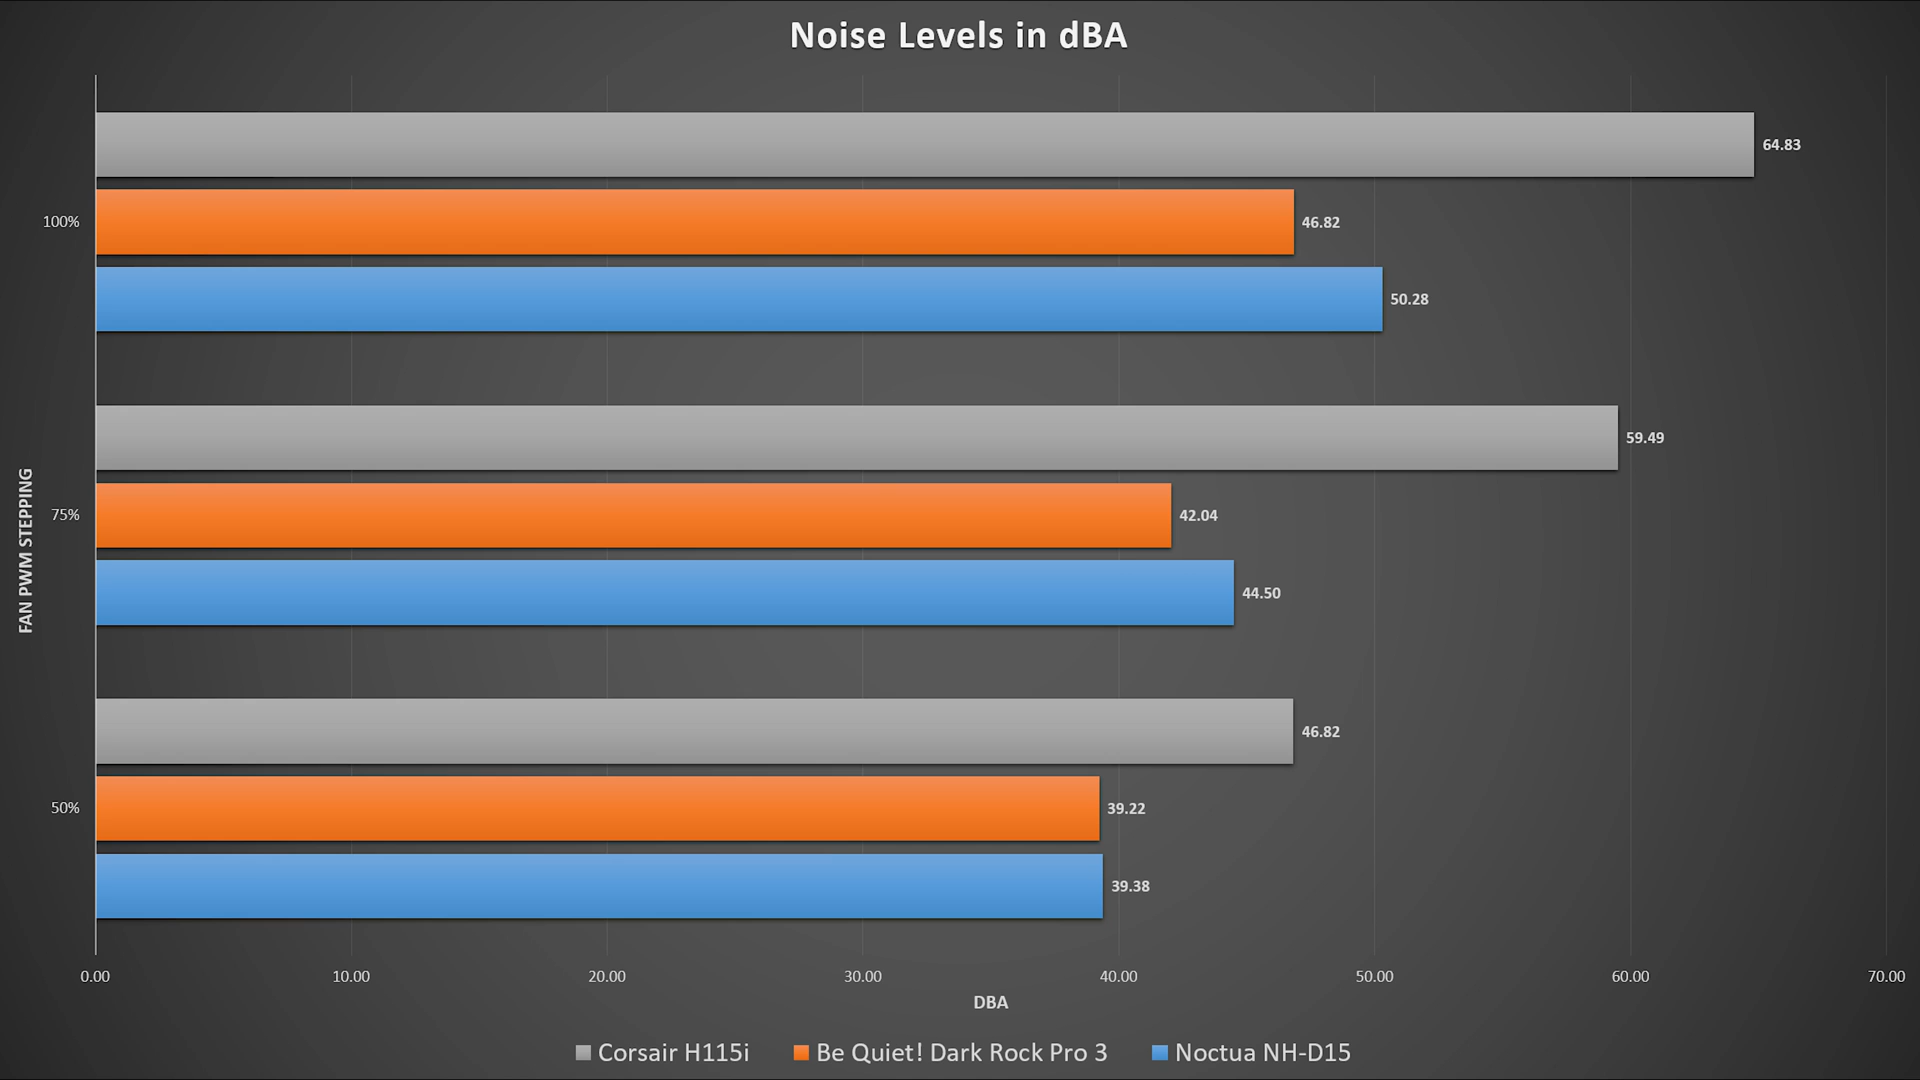 Noise Levels in dBA
64.83
100%
46.82
50.28
59.49
FAN PWM STEPPING
75%
42.04
44.50
46.82
50%
39.22
39.38
0.00 10.00 20.00 30.00 40.00 50.00 60.00 70.00
DBA
Corsair H115i Be Quiet! Dark Rock Pro 3 Noctua NH-D15